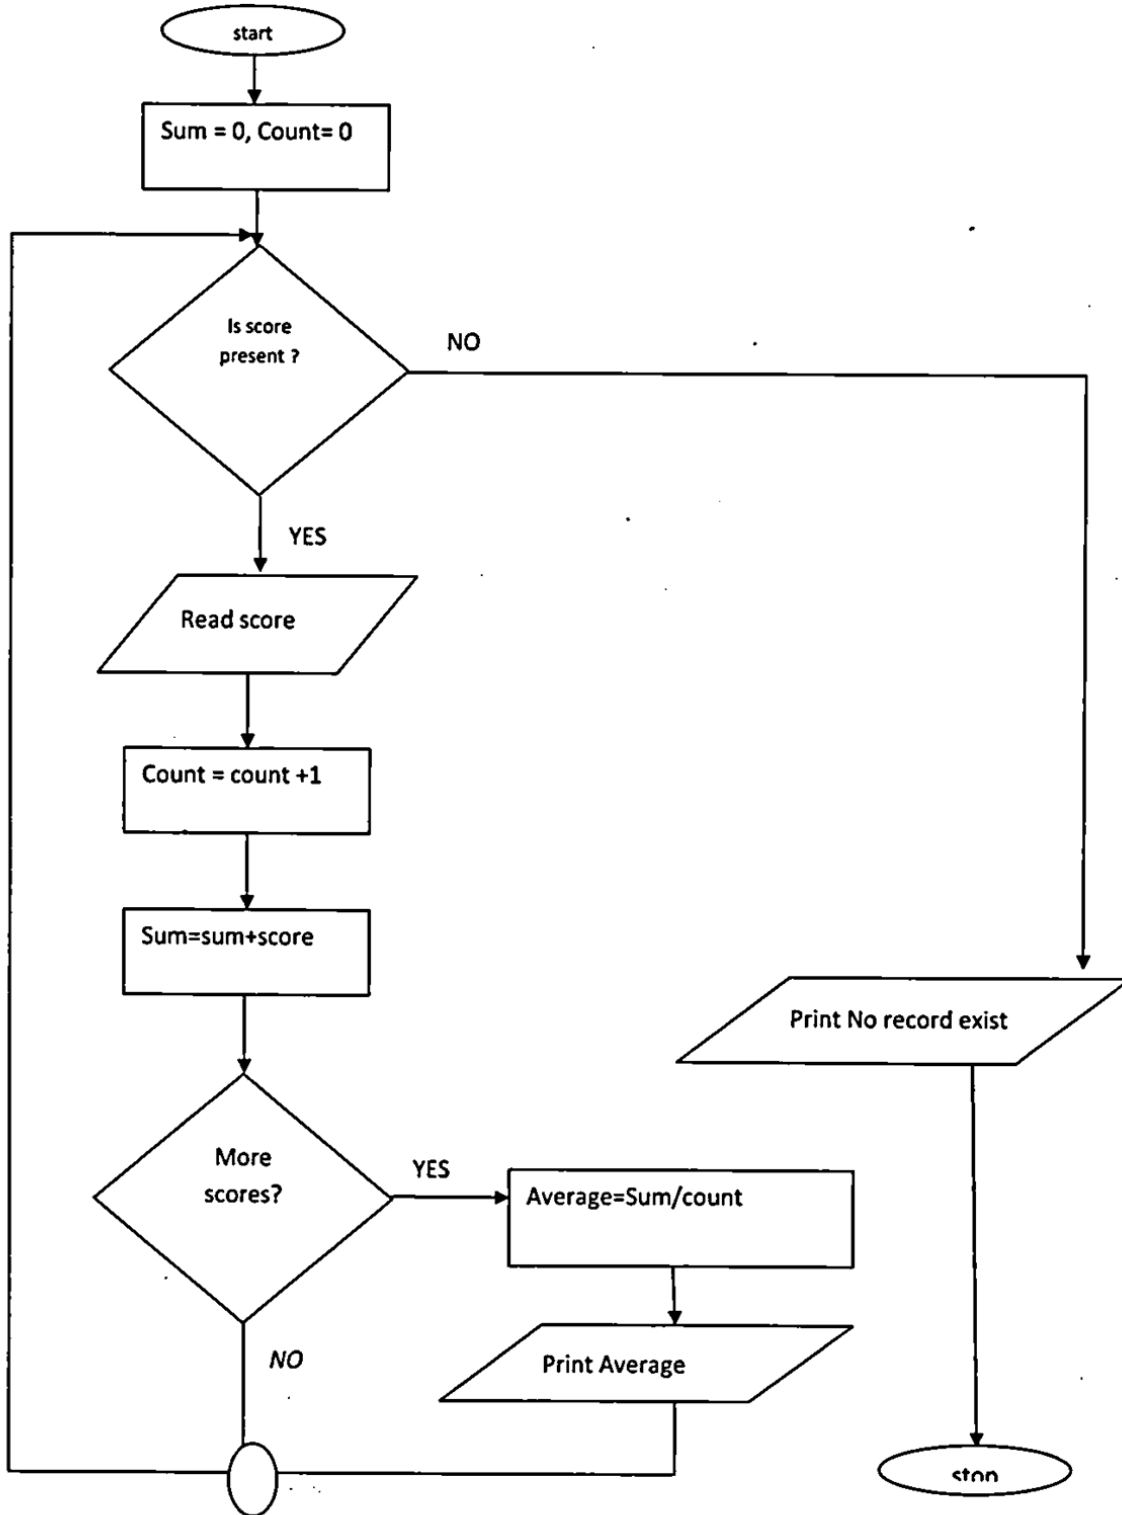 start
Sum = 0, Count= 0
Is score
present ?
NO
YES
Read score
Count = count +1
Sum=sum+score
Print No record exist
More
scores?
YES
Average=Sum/count
NO
Print Average
stop